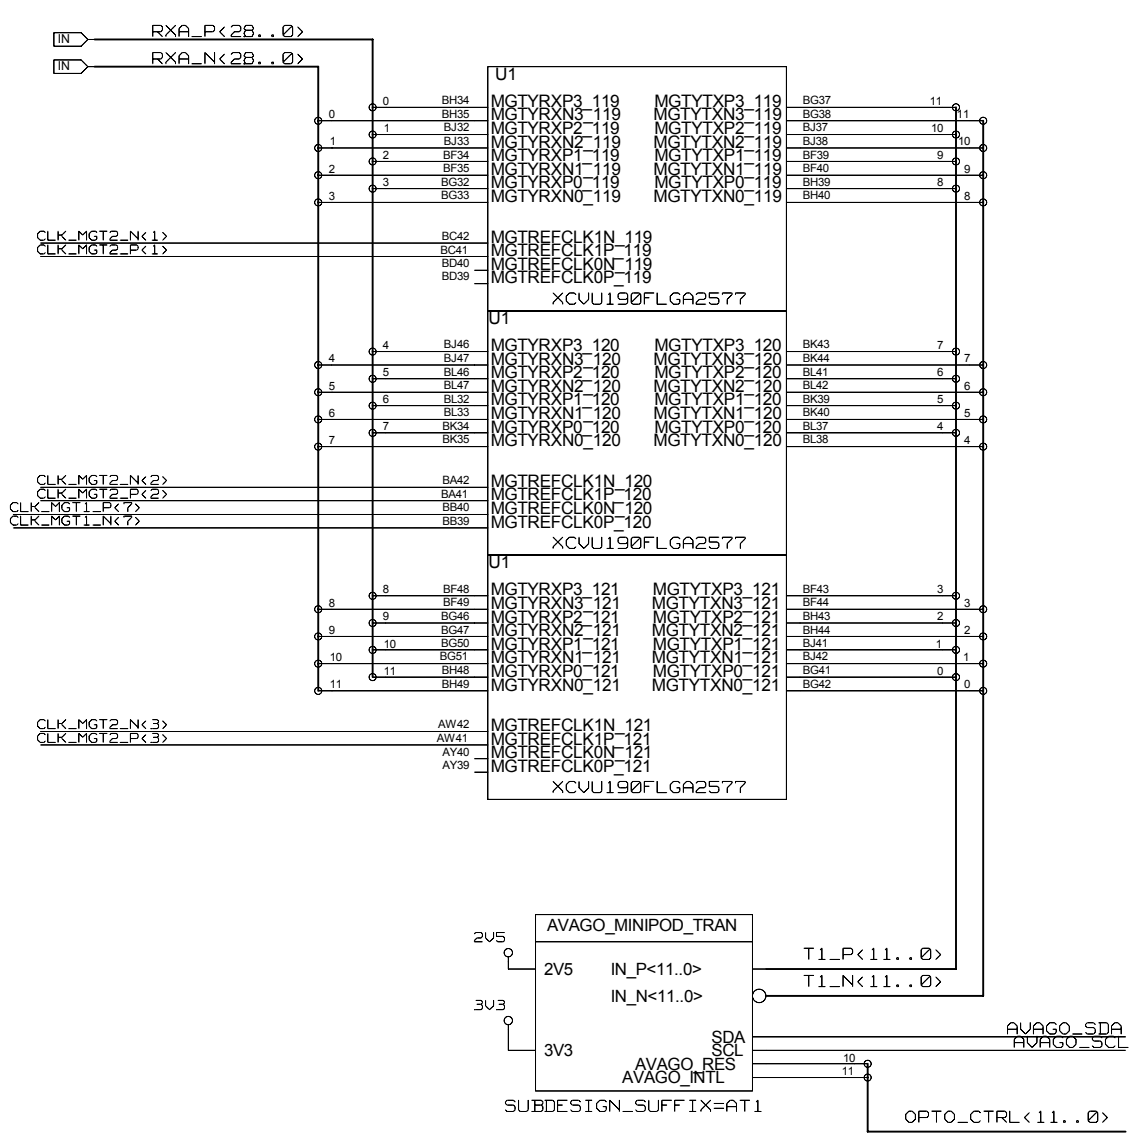 RXA_P<28..0>
IN
RXA_N<28..0>
IN
U1
0 BH34 MGTYRXP3_119 MGTYTXP3_119 BG37 11
0 BH35 MGTYRXN3_119 MGTYTXN3_119 BG38 11
1 BJ32 MGTYRXP2_119 MGTYTXP2_119 BJ37 10
1 BJ33 MGTYRXN2_119 MGTYTXN2_119 BJ38 10
2 BF34 MGTYRXP1_119 MGTYTXP1_119 BF39 9
2 BF35 MGTYRXN1_119 MGTYTXN1_119 BF40 9
3 BG32 MGTYRXP0_119 MGTYTXP0_119 BH39 8
3 BG33 MGTYRXN0_119 MGTYTXN0_119 BH40 8
CLK_MGT2_N<1> BC42 MGTREFCLK1N_119
CLK_MGT2_P<1> BC41 MGTREFCLK1P_119
BD40 MGTREFCLK0N_119
BD39 MGTREFCLK0P_119
XCVU190FLGA2577
U1
4 BJ46 MGTYRXP3_120 MGTYTXP3_120 BK43 7
4 BJ47 MGTYRXN3_120 MGTYTXN3_120 BK44 7
5 BL46 MGTYRXP2_120 MGTYTXP2_120 BL41 6
5 BL47 MGTYRXN2_120 MGTYTXN2_120 BL42 6
6 BL32 MGTYRXP1_120 MGTYTXP1_120 BK39 5
6 BL33 MGTYRXN1_120 MGTYTXN1_120 BK40 5
7 BK34 MGTYRXP0_120 MGTYTXP0_120 BL37 4
7 BK35 MGTYRXN0_120 MGTYTXN0_120 BL38 4
CLK_MGT2_N<2> BA42 MGTREFCLK1N_120
CLK_MGT2_P<2> BA41 MGTREFCLK1P_120
CLK_MGT1_P<7> BB40 MGTREFCLK0N_120
CLK_MGT1_N<7> BB39 MGTREFCLK0P_120
XCVU190FLGA2577
U1
8 BF48 MGTYRXP3_121 MGTYTXP3_121 BF43 3
8 BF49 MGTYRXN3_121 MGTYTXN3_121 BF44 3
9 BG46 MGTYRXP2_121 MGTYTXP2_121 BH43 2
9 BG47 MGTYRXN2_121 MGTYTXN2_121 BH44 2
10 BG50 MGTYRXP1_121 MGTYTXP1_121 BJ41 1
10 BG51 MGTYRXN1_121 MGTYTXN1_121 BJ42 1
11 BH48 MGTYRXP0_121 MGTYTXP0_121 BG41 0
11 BH49 MGTYRXN0_121 MGTYTXN0_121 BG42 0
CLK_MGT2_N<3> AW42 MGTREFCLK1N_121
CLK_MGT2_P<3> AW41 MGTREFCLK1P_121
AY40 MGTREFCLK0N_121
AY39 MGTREFCLK0P_121
XCVU190FLGA2577
AVAGO_MINIPOD_TRAN
2V5
2V5 IN_P<11..0> T1_P<11..0>
IN_N<11..0> T1_N<11..0>
3V3
SDA AVAGO_SDA
3V3 SCL AVAGO_SCL
AVAGO_RES 10
AVAGO_INTL 11
SUBDESIGN_SUFFIX=AT1
OPTO_CTRL<11..0>